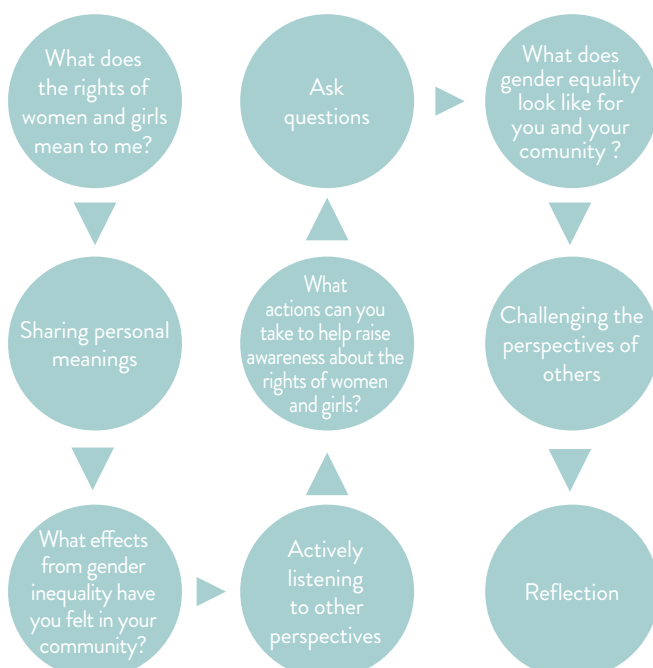 What does
the rights of
women and girls
mean to me?
Sharing personal
meanings
What effects
from gender
inequality have
you felt in your
community?
Actively
listening
to other
perspectives
What
actions can you
take to help raise
awareness about the
rights of women
and girls?
Ask
questions
What does
gender equality
look like for
you and your
comunity ?
Challenging the
perspectives of
others
Reflection